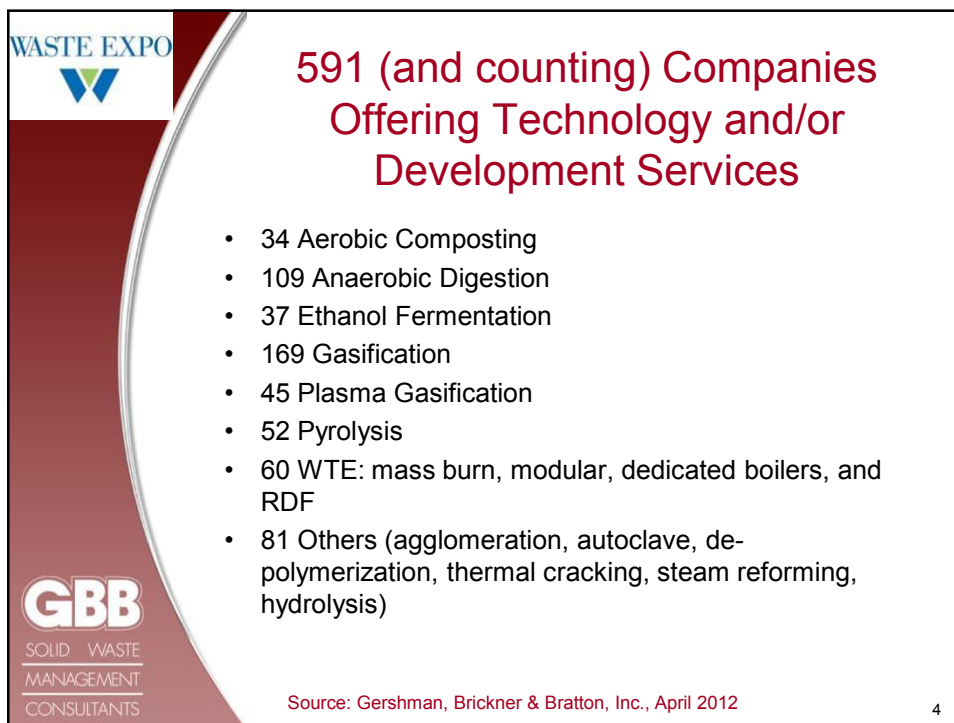 WASTE EXPO
591 (and counting) Companies
Offering Technology and/or
Development Services
• 34 Aerobic Composting
• 109 Anaerobic Digestion
• 37 Ethanol Fermentation
• 169 Gasification
• 45 Plasma Gasification
• 52 Pyrolysis
• 60 WTE: mass burn, modular, dedicated boilers, and
RDF
• 81 Others (agglomeration, autoclave, de-
polymerization, thermal cracking, steam reforming,
hydrolysis)
GBB
SOLID WASTE
MANAGEMENT
CONSULTANTS
Source: Gershman, Brickner & Bratton, Inc., April 2012
4